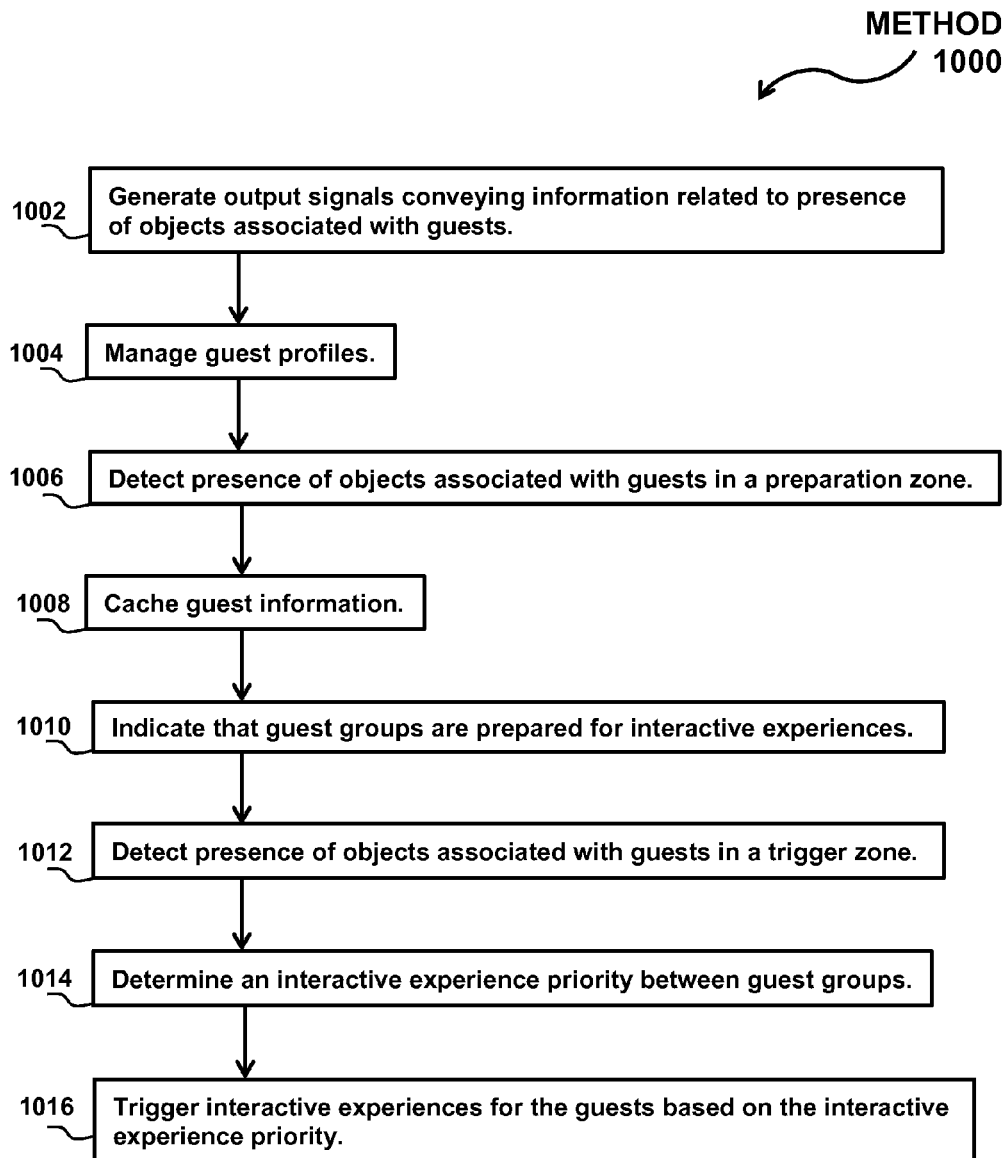 METHOD
1000
1002
Generate output signals conveying information related to presence
of objects associated with guests.
1004
Manage guest profiles.
1006
Detect presence of objects associated with guests in a preparation zone.
1008
Cache guest information.
1010
Indicate that guest groups are prepared for interactive experiences.
1012
Detect presence of objects associated with guests in a trigger zone.
1014
Determine an interactive experience priority between guest groups.
1016
Trigger interactive experiences for the guests based on the interactive
experience priority.